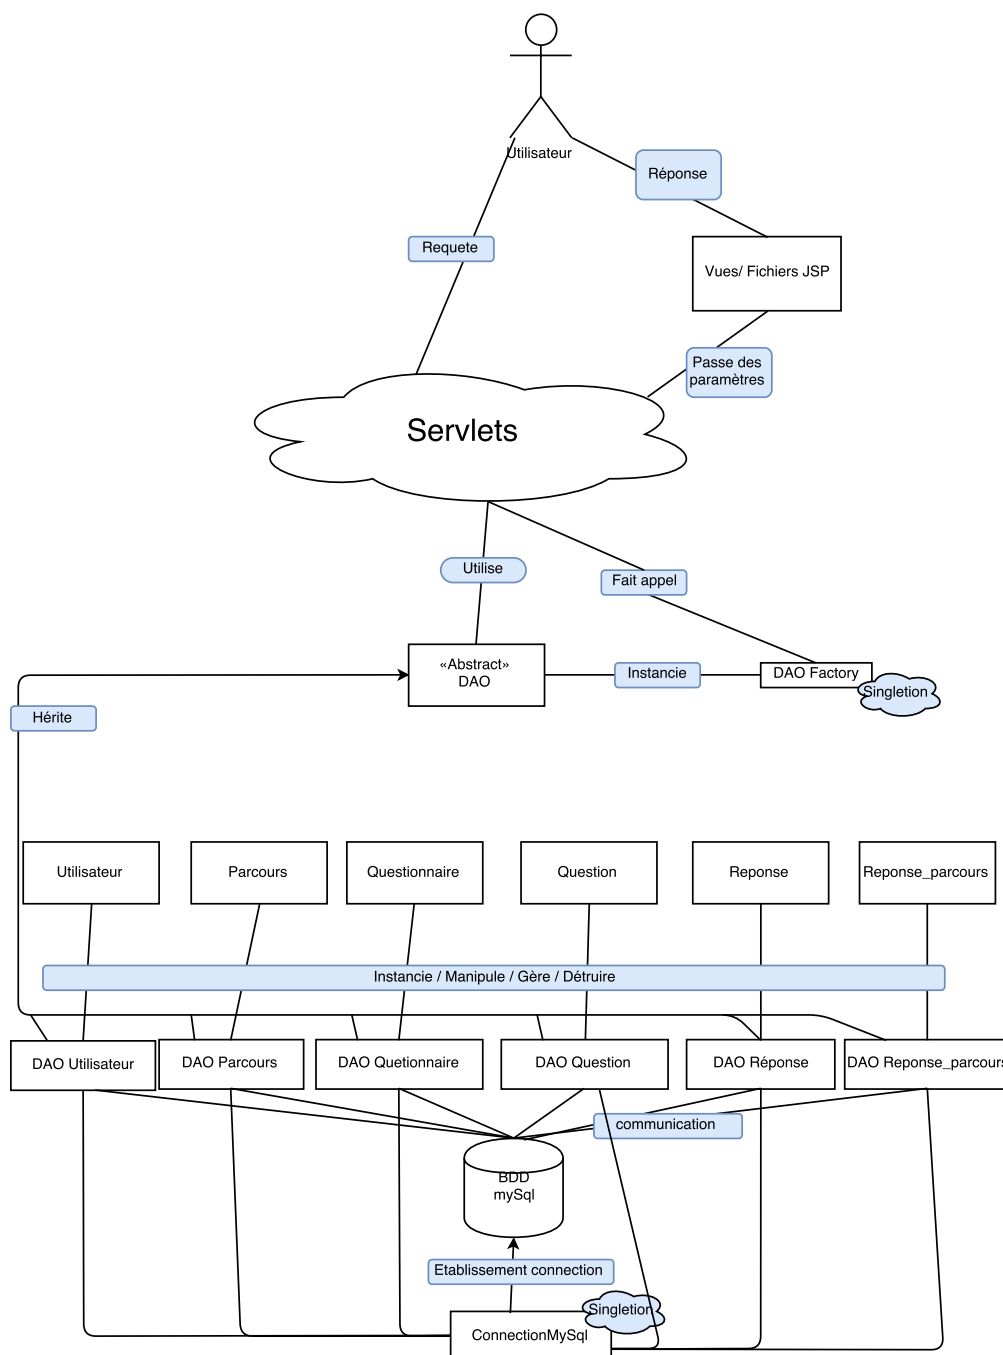 Utilisateur
Réponse
Requete
Vues/ Fichiers JSP
Passe des
paramètres
Servlets
Utilise
Fait appel
«Abstract»
DAO
Instancie
DAO Factory
Singletion
Hérite
Utilisateur
Parcours
Questionnaire
Question
Reponse
Reponse_parcours
Instancie / Manipule / Gère / Détruire
DAO Utilisateur
DAO Parcours
DAO Quetionnaire
DAO Question
DAO Réponse
DAO Reponse_parcours
communication
BDD
mySql
Etablissement connection
Singletion
ConnectionMySql